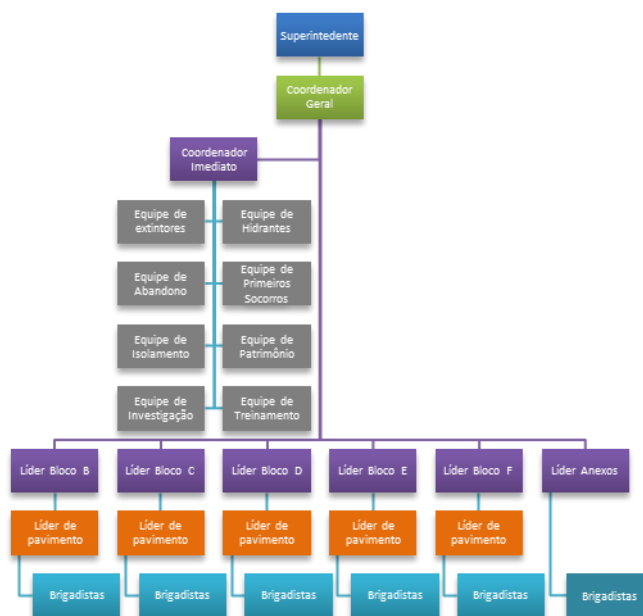 Superintedente
Coordenador
Geral
Coordenador
Imediato
Equipe de
extintores
Equipe de
Hidrantes
Equipe de
Abandono
Equipe de
Primeiros
Socorros
Equipe de
Isolamento
Equipe de
Patrimônio
Equipe de
Investigação
Equipe de
Treinamento
Líder Bloco B
Líder Bloco C
Líder Bloco D
Líder Bloco E
Líder Bloco F
Líder Anexos
Líder de
pavimento
Líder de
pavimento
Líder de
pavimento
Líder de
pavimento
Líder de
pavimento
Brigadistas
Brigadistas
Brigadistas
Brigadistas
Brigadistas
Brigadistas